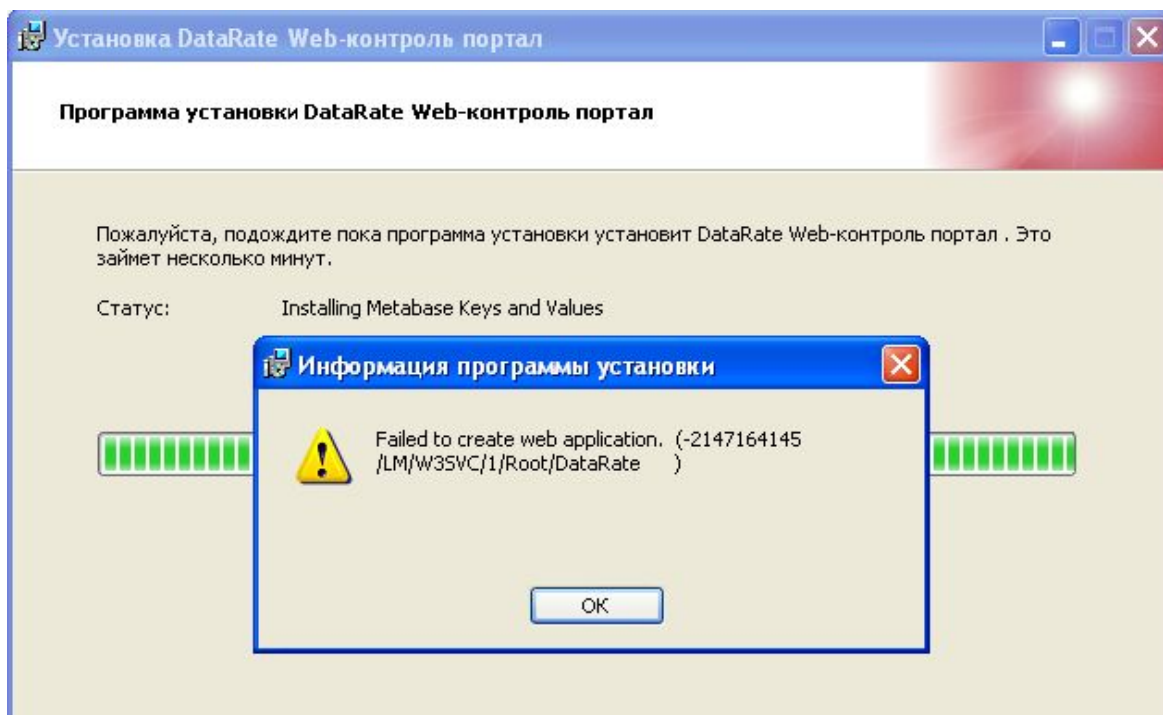 Установка DataRate Web-контроль портал
Программа установки DataRate Web-контроль портал
Пожалуйста, подождите пока программа установки установит DataRate Web-контроль портал . Это
займет несколько минут.
Статус: Installing Metabase Keys and Values
Информация программы установки
Failed to create web application. (-2147164145
/LM/W3SVC/1/Root/DataRate )
ОК